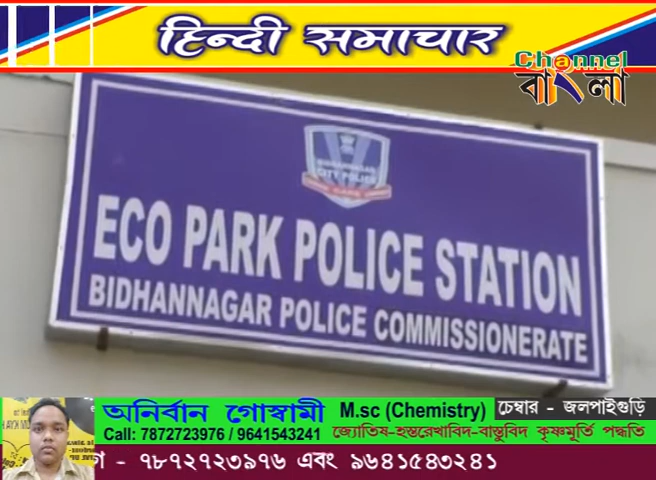 हिन्दी समाचार
Channel
বাংলা
BIDHANNAGAR
CITY POLICE
ECO PARK POLICE STATION
BIDHANNAGAR POLICE COMMISSIONERATE
অনির্বান গোস্বামী M.sc (Chemistry) চেম্বার - জলপাইগুড়ি
Call: 7872723976 / 9641543241 জ্যোতিষ-হস্তরেখাবিদ-বাস্তুবিদ কৃষ্ণমূর্তি পদ্ধতি
গ - ৭৮৭২৭২৩৯৭৬ এবং ৯৬৪১৫৪৩২৪১